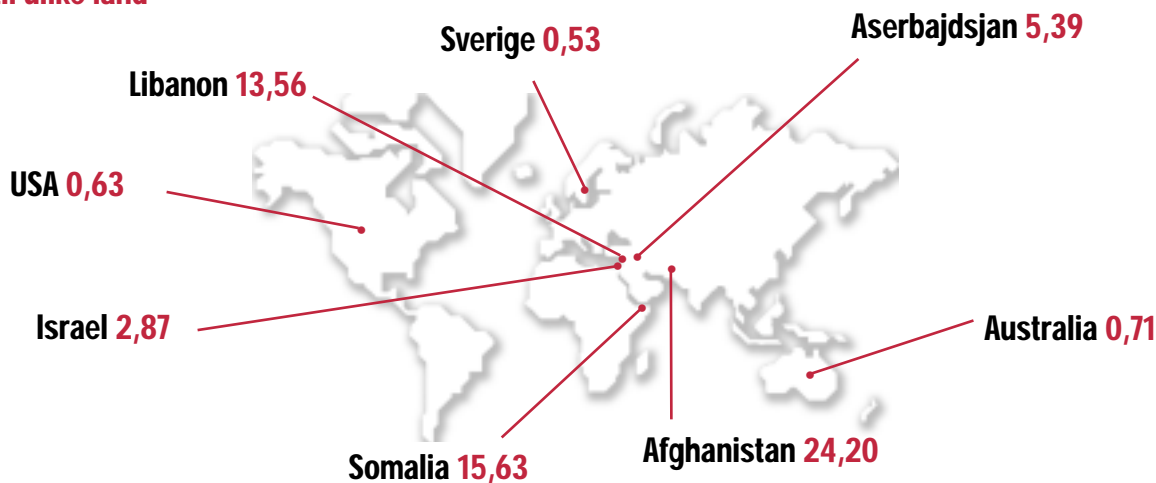 Sverige 0,53
Aserbajdsjan 5,39
Libanon 13,56
USA 0,63
Israel 2,87
Australia 0,71
Somalia 15,63
Afghanistan 24,20